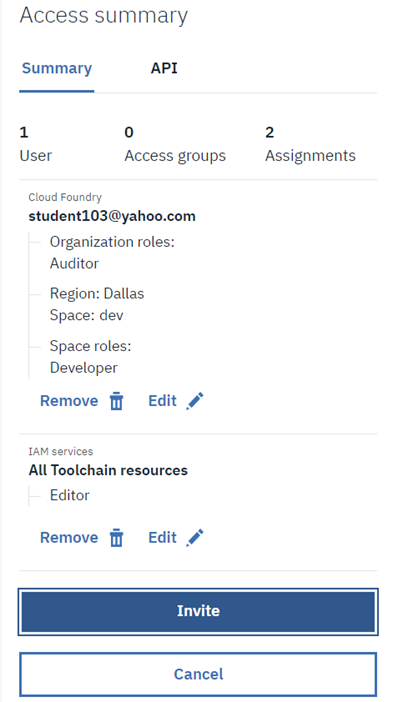 Access summary
Summary API
1 0 2
User Access groups Assignments
Cloud Foundry
student103@yahoo.com
Organization roles:
Auditor
Region: Dallas
Space: dev
Space roles:
Developer
Remove Edit
IAM services
All Toolchain resources
Editor
Remove Edit
Invite
Cancel